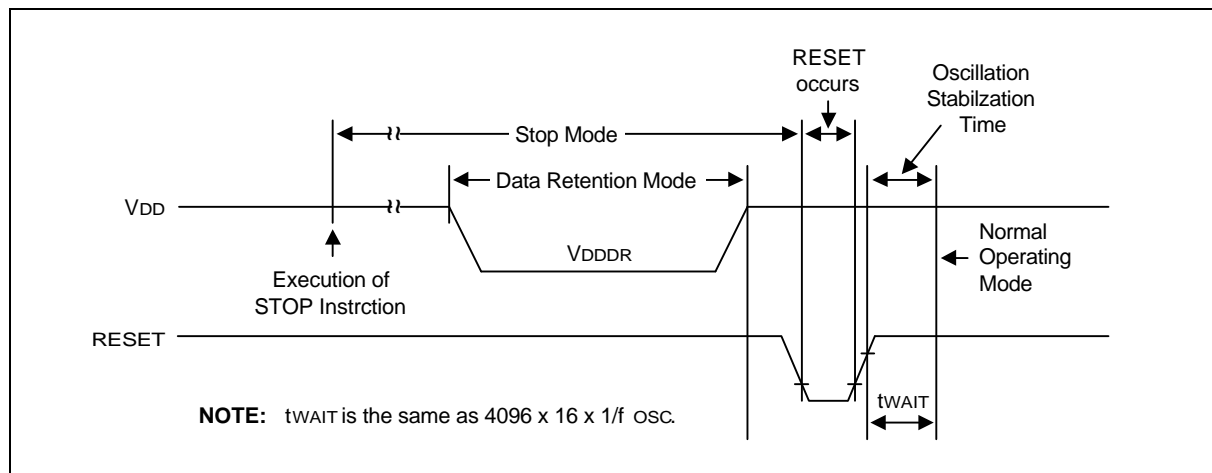 RESET
occurs
Oscillation
Stabilzation
Time
Stop Mode
Data Retention Mode
VDD
VDDDR
Execution of
STOP Instrction
Normal
Operating
Mode
RESET
tWAIT
NOTE: tWAIT is the same as 4096 x 16 x 1/f OSC.